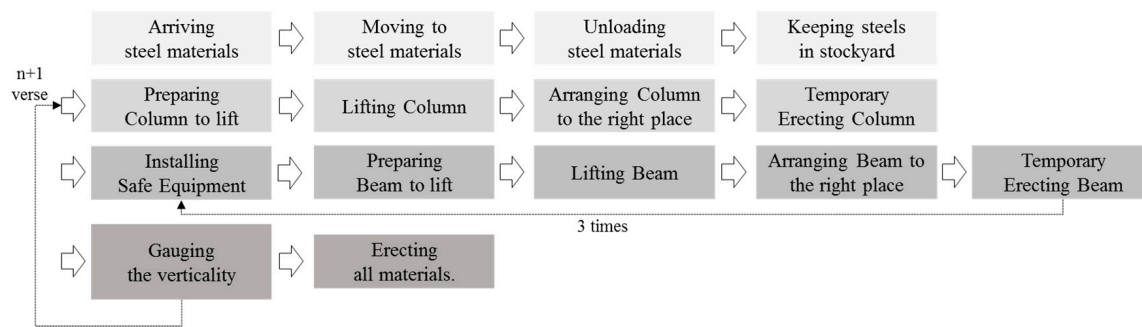 Arriving
steel materials
Moving to
steel materials
Unloading
steel materials
Keeping steels
in stockyard
n+1
verse
Preparing
Column to lift
Lifting Column
Arranging Column
to the right place
Temporary
Erecting Column
Installing
Safe Equipment
Preparing
Beam to lift
Lifting Beam
Arranging Beam to
the right place
Temporary
Erecting Beam
3 times
Gauging
the verticality
Erecting
all materials.